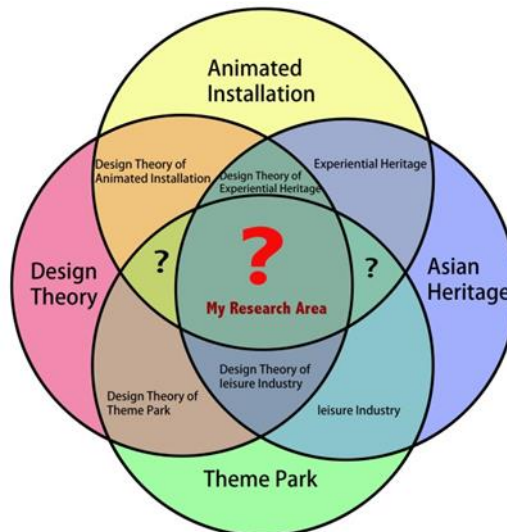 Animated
Installation
Design Theory of
Animated Installation
Design Theory of
Experiential Heritage
Experiential Heritage
Design
Theory
?
?
My Research Area
?
Asian
Heritage
Design Theory of
Theme Park
Design Theory of
leisure Industry
leisure Industry
Theme Park